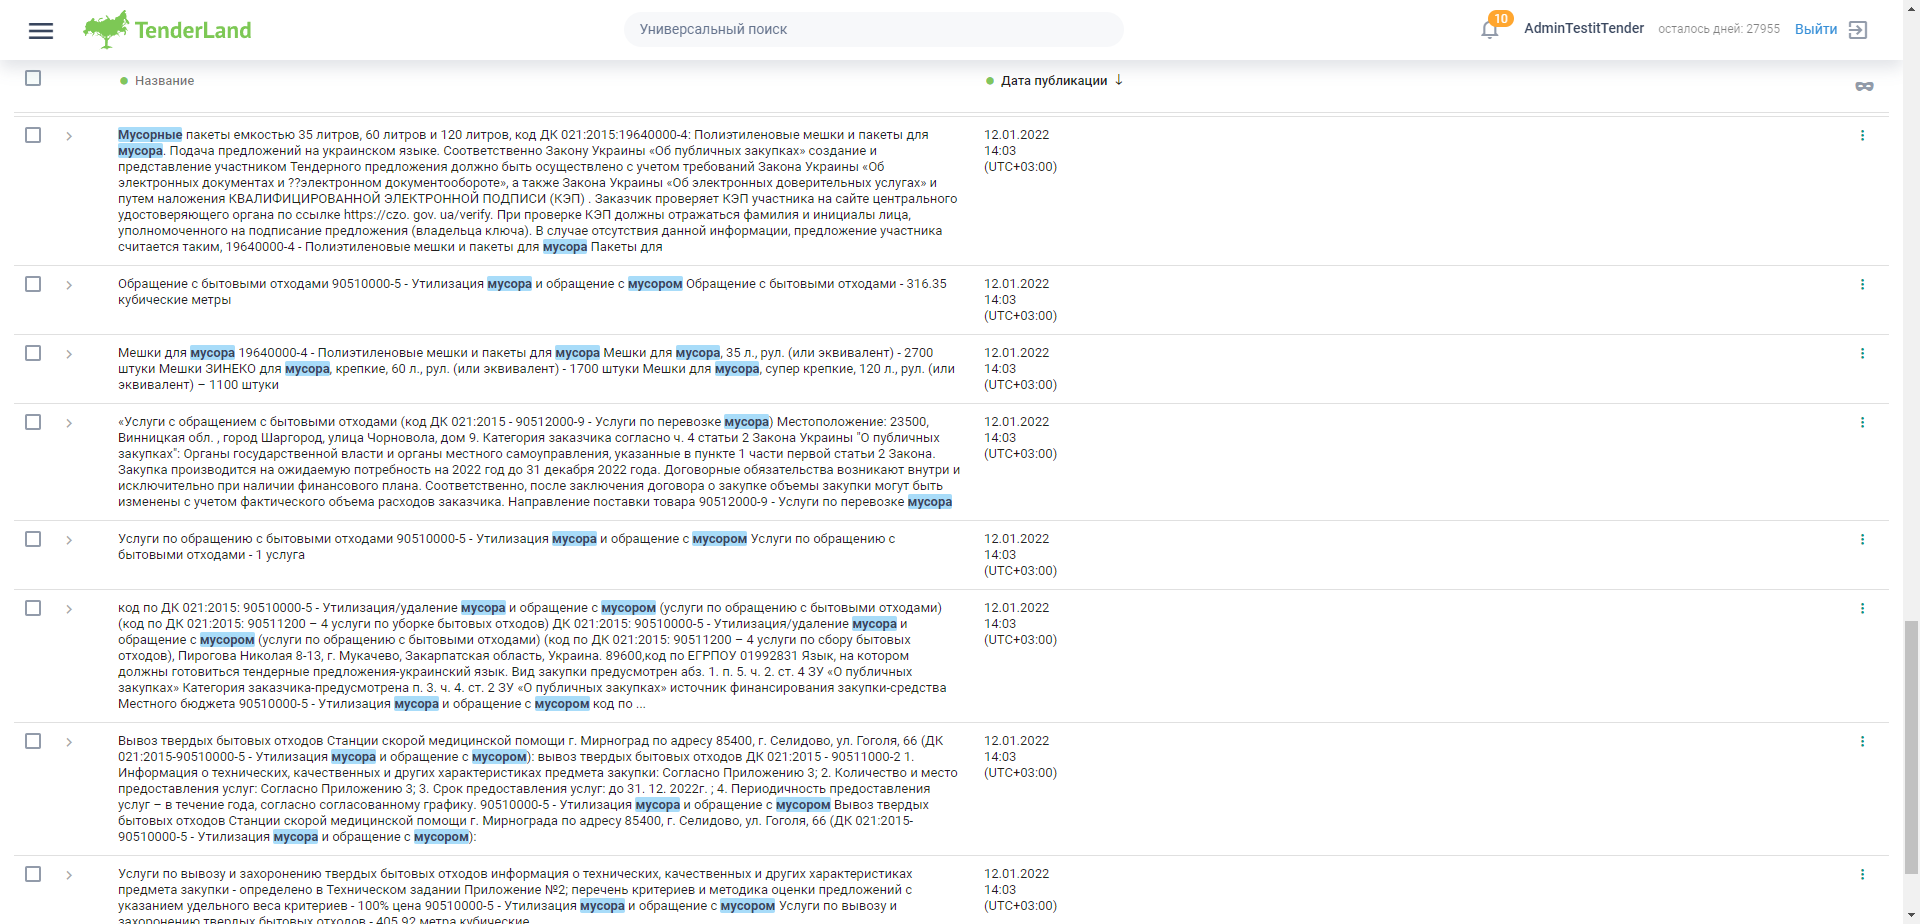 TenderLand
Универсальный поиск
10
AdminTestitTender
осталось дней: 27955
Выйти
Название
Дата публикации ↓
Мусорные пакеты емкостью 35 литров, 60 литров и 120 литров, код ДК 021:2015:19640000-4: Полиэтиленовые мешки и пакеты для
мусора. Подача предложений на украинском языке. Соответственно Закону Украины «Об публичных закупках» создание и
представление участником Тендерного предложения должно быть осуществлено с учетом требований Закона Украины «Об
электронных документах и ??электронном документообороте», а также Закона Украины «Об электронных доверительных услугах» и
путем наложения КВАЛИФИЦИРОВАННОЙ ЭЛЕКТРОННОЙ ПОДПИСИ (КЭП) . Заказчик проверяет КЭП участника на сайте центрального
удостоверяющего органа по ссылке https://czo. gov. ua/verify. При проверке КЭП должны отражаться фамилия и инициалы лица,
уполномоченного на подписание предложения (владельца ключа). В случае отсутствия данной информации, предложение участника
считается таким, 19640000-4 - Полиэтиленовые мешки и пакеты для мусора Пакеты для
12.01.2022
14:03
(UTC+03:00)
Обращение с бытовыми отходами 90510000-5 - Утилизация мусора и обращение с мусором Обращение с бытовыми отходами - 316.35
кубические метры
12.01.2022
14:03
(UTC+03:00)
Мешки для мусора 19640000-4 - Полиэтиленовые мешки и пакеты для мусора Мешки для мусора, 35 л., рул. (или эквивалент) - 2700
штуки Мешки ЗИНЕКО для мусора, крепкие, 60 л., рул. (или эквивалент) - 1700 штуки Мешки для мусора, супер крепкие, 120 л., рул. (или
эквивалент) – 1100 штуки
12.01.2022
14:03
(UTC+03:00)
«Услуги с обращением с бытовыми отходами (код ДК 021:2015 - 90512000-9 - Услуги по перевозке мусора) Местоположение: 23500,
Винницкая обл. , город Шаргород, улица Чорновола, дом 9. Категория заказчика согласно ч. 4 статьи 2 Закона Украины "О публичных
закупках": Органы государственной власти и органы местного самоуправления, указанные в пункте 1 части первой статьи 2 Закона.
Закупка производится на ожидаемую потребность на 2022 год до 31 декабря 2022 года. Договорные обязательства возникают внутри и
исключительно при наличии финансового плана. Соответственно, после заключения договора о закупке объемы закупки могут быть
изменены с учетом фактического объема расходов заказчика. Направление поставки товара 90512000-9 - Услуги по перевозке мусора
12.01.2022
14:03
(UTC+03:00)
Услуги по обращению с бытовыми отходами 90510000-5 - Утилизация мусора и обращение с мусором Услуги по обращению с
бытовыми отходами - 1 услуга
12.01.2022
14:03
(UTC+03:00)
код по ДК 021:2015: 90510000-5 - Утилизация/удаление мусора и обращение с мусором (услуги по обращению с бытовыми отходами)
(код по ДК 021:2015: 90511200 – 4 услуги по уборке бытовых отходов) ДК 021:2015: 90510000-5 - Утилизация/удаление мусора и
обращение с мусором (услуги по обращению с бытовыми отходами) (код по ДК 021:2015: 90511200 – 4 услуги по сбору бытовых
отходов), Пирогова Николая 8-13, г. Мукачево, Закарпатская область, Украина. 89600,код по ЕГРПОУ 01992831 Язык, на котором
должны готовиться тендерные предложения-украинский язык. Вид закупки предусмотрен абз. 1. п. 5. ч. 2. ст. 4 ЗУ «О публичных
закупках» Категория заказчика-предусмотрена п. 3. ч. 4. ст. 2 ЗУ «О публичных закупках» источник финансирования закупки-средства
Местного бюджета 90510000-5 - Утилизация мусора и обращение с мусором код по ...
12.01.2022
14:03
(UTC+03:00)
Вывоз твердых бытовых отходов Станции скорой медицинской помощи г. Мирноград по адресу 85400, г. Селидово, ул. Гоголя, 66 (ДК
021:2015-90510000-5 - Утилизация мусора и обращение с мусором): вывоз твердых бытовых отходов ДК 021:2015 - 90511000-2 1.
Информация о технических, качественных и других характеристиках предмета закупки: Согласно Приложению 3; 2. Количество и место
предоставления услуг: Согласно Приложению 3; 3. Срок предоставления услуг: до 31. 12. 2022г. ; 4. Периодичность предоставления
услуг – в течение года, согласно согласованному графику. 90510000-5 - Утилизация мусора и обращение с мусором Вывоз твердых
бытовых отходов Станции скорой медицинской помощи г. Мирнограда по адресу 85400, г. Селидово, ул. Гоголя, 66 (ДК 021:2015-
90510000-5 - Утилизация мусора и обращение с мусором):
12.01.2022
14:03
(UTC+03:00)
Услуги по вывозу и захоронению твердых бытовых отходов информация о технических, качественных и других характеристиках
предмета закупки - определено в Техническом задании Приложение №2; перечень критериев и методика оценки предложений с
указанием удельного веса критериев - 100% цена 90510000-5 - Утилизация мусора и обращение с мусором Услуги по вывозу и
захоронению твердых бытовых отходов - 405.92 метра кубические
12.01.2022
14:03
(UTC+03:00)